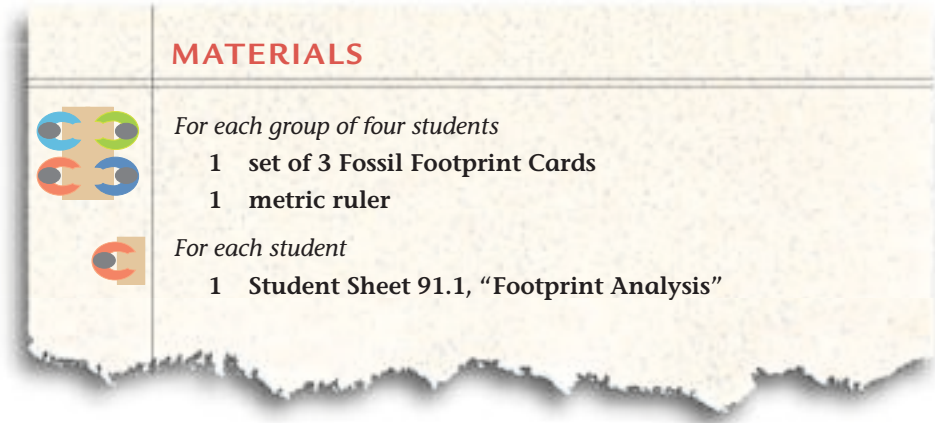 MATERIALS
For each group of four students
1 set of 3 Fossil Footprint Cards
1 metric ruler
For each student
1 Student Sheet 91.1, “Footprint Analysis”